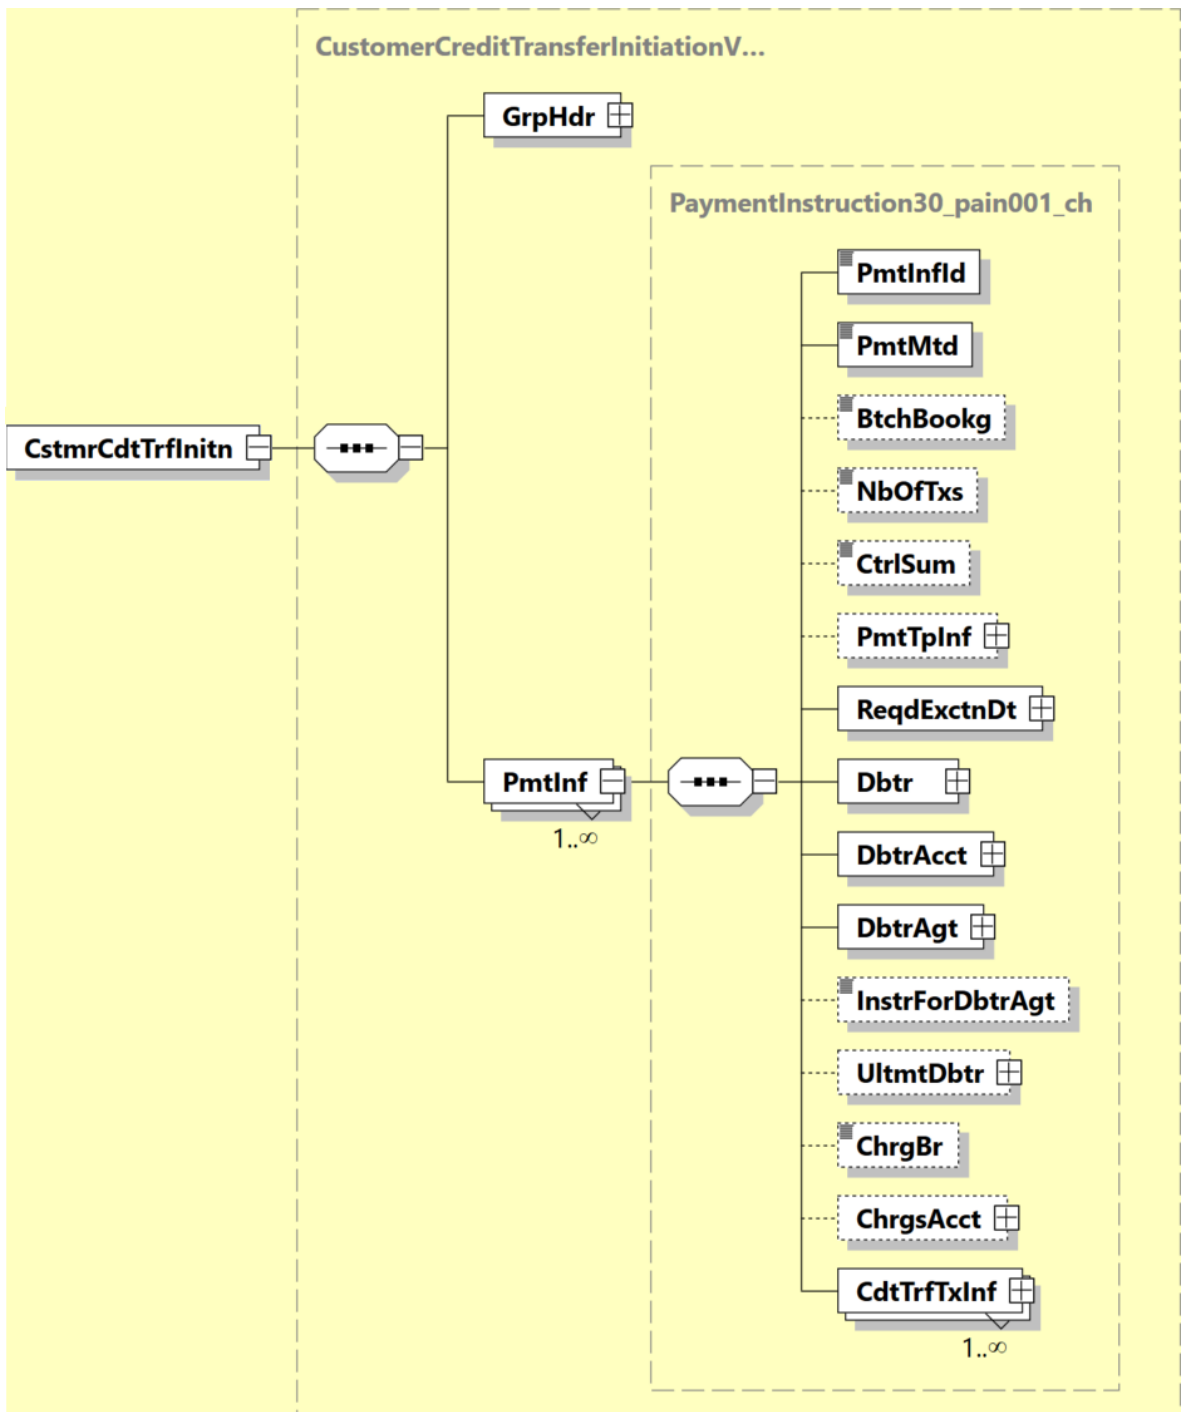 CustomerCreditTransferInitiationV...
GrpHdr
PaymentInstruction30_pain001_ch
PmtInfId
PmtMtd
BtchBookg
CstmrCdtTrfInitn
NbOfTxs
CtrlSum
PmtTpInf
ReqdExctnDt
PmtInf
Dbtr
1..∞
DbtrAcct
DbtrAgt
InstrForDbtrAgt
UltmtDbtr
ChrgBr
ChrgsAcct
CdtTrfTxInf
1..∞